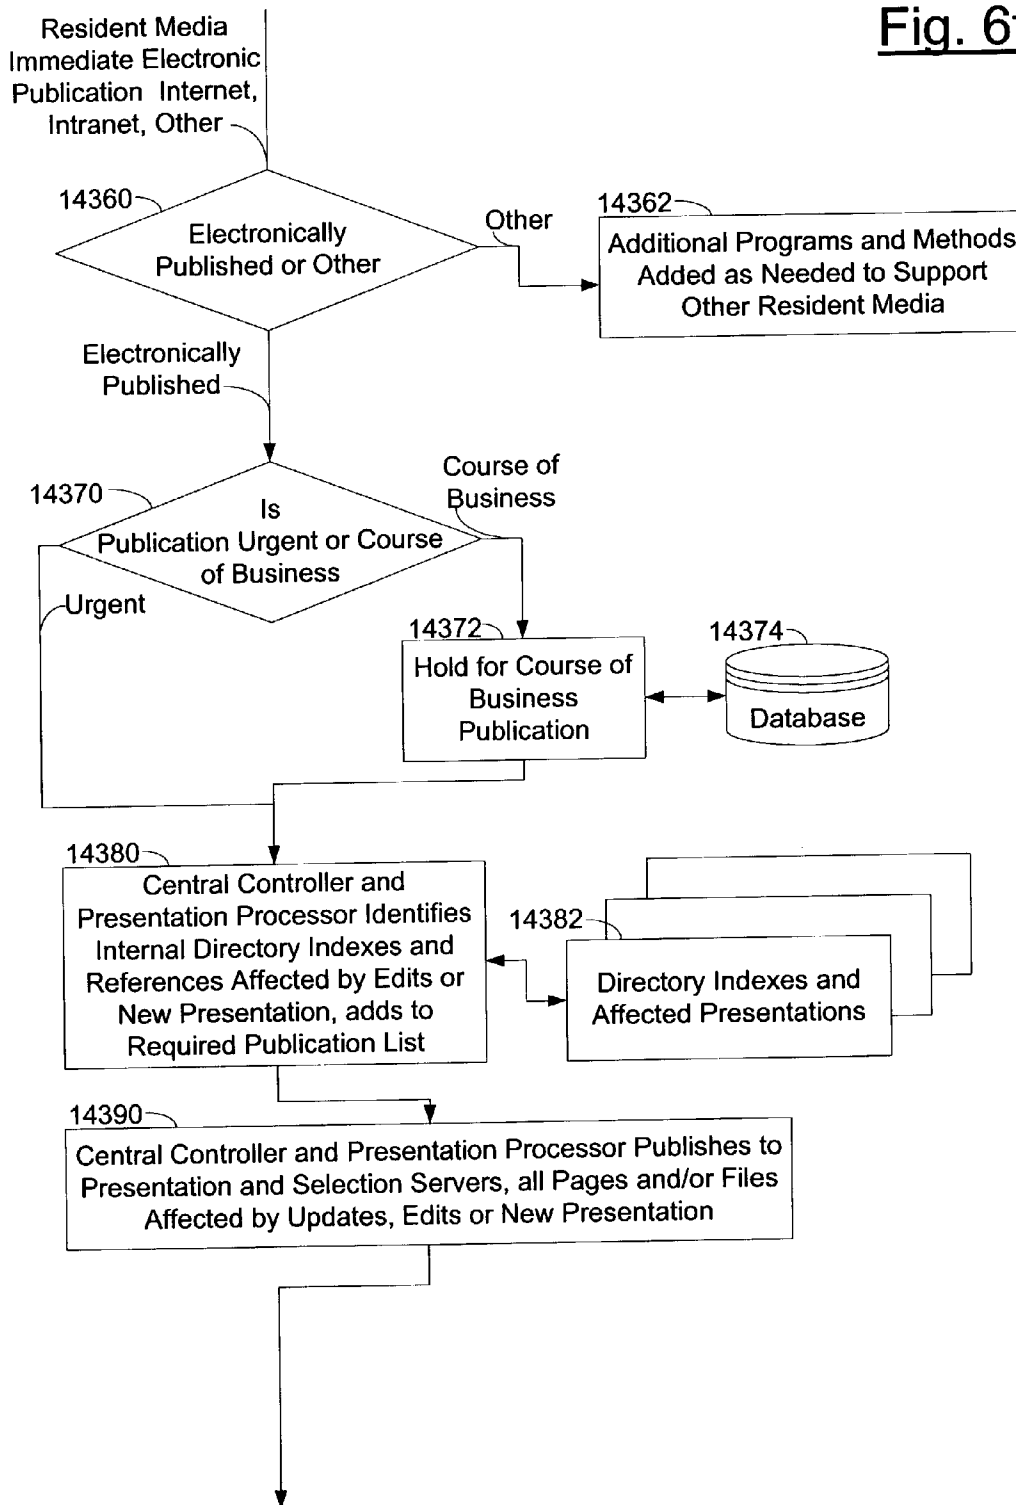 Fig. 6
Resident Media
Immediate Electronic
Publication Internet,
Intranet, Other
14360
Electronically
Published or Other
Other
14362
Additional Programs and Methods
Added as Needed to Support
Other Resident Media
Electronically
Published
14370
Is
Publication Urgent or Course
of Business
Course of
Business
Urgent
14372
Hold for Course of
Business
Publication
14374
Database
14380
Central Controller and
Presentation Processor Identifies
Internal Directory Indexes and
References Affected by Edits or
New Presentation, adds to
Required Publication List
14382
Directory Indexes and
Affected Presentations
14390
Central Controller and Presentation Processor Publishes to
Presentation and Selection Servers, all Pages and/or Files
Affected by Updates, Edits or New Presentation